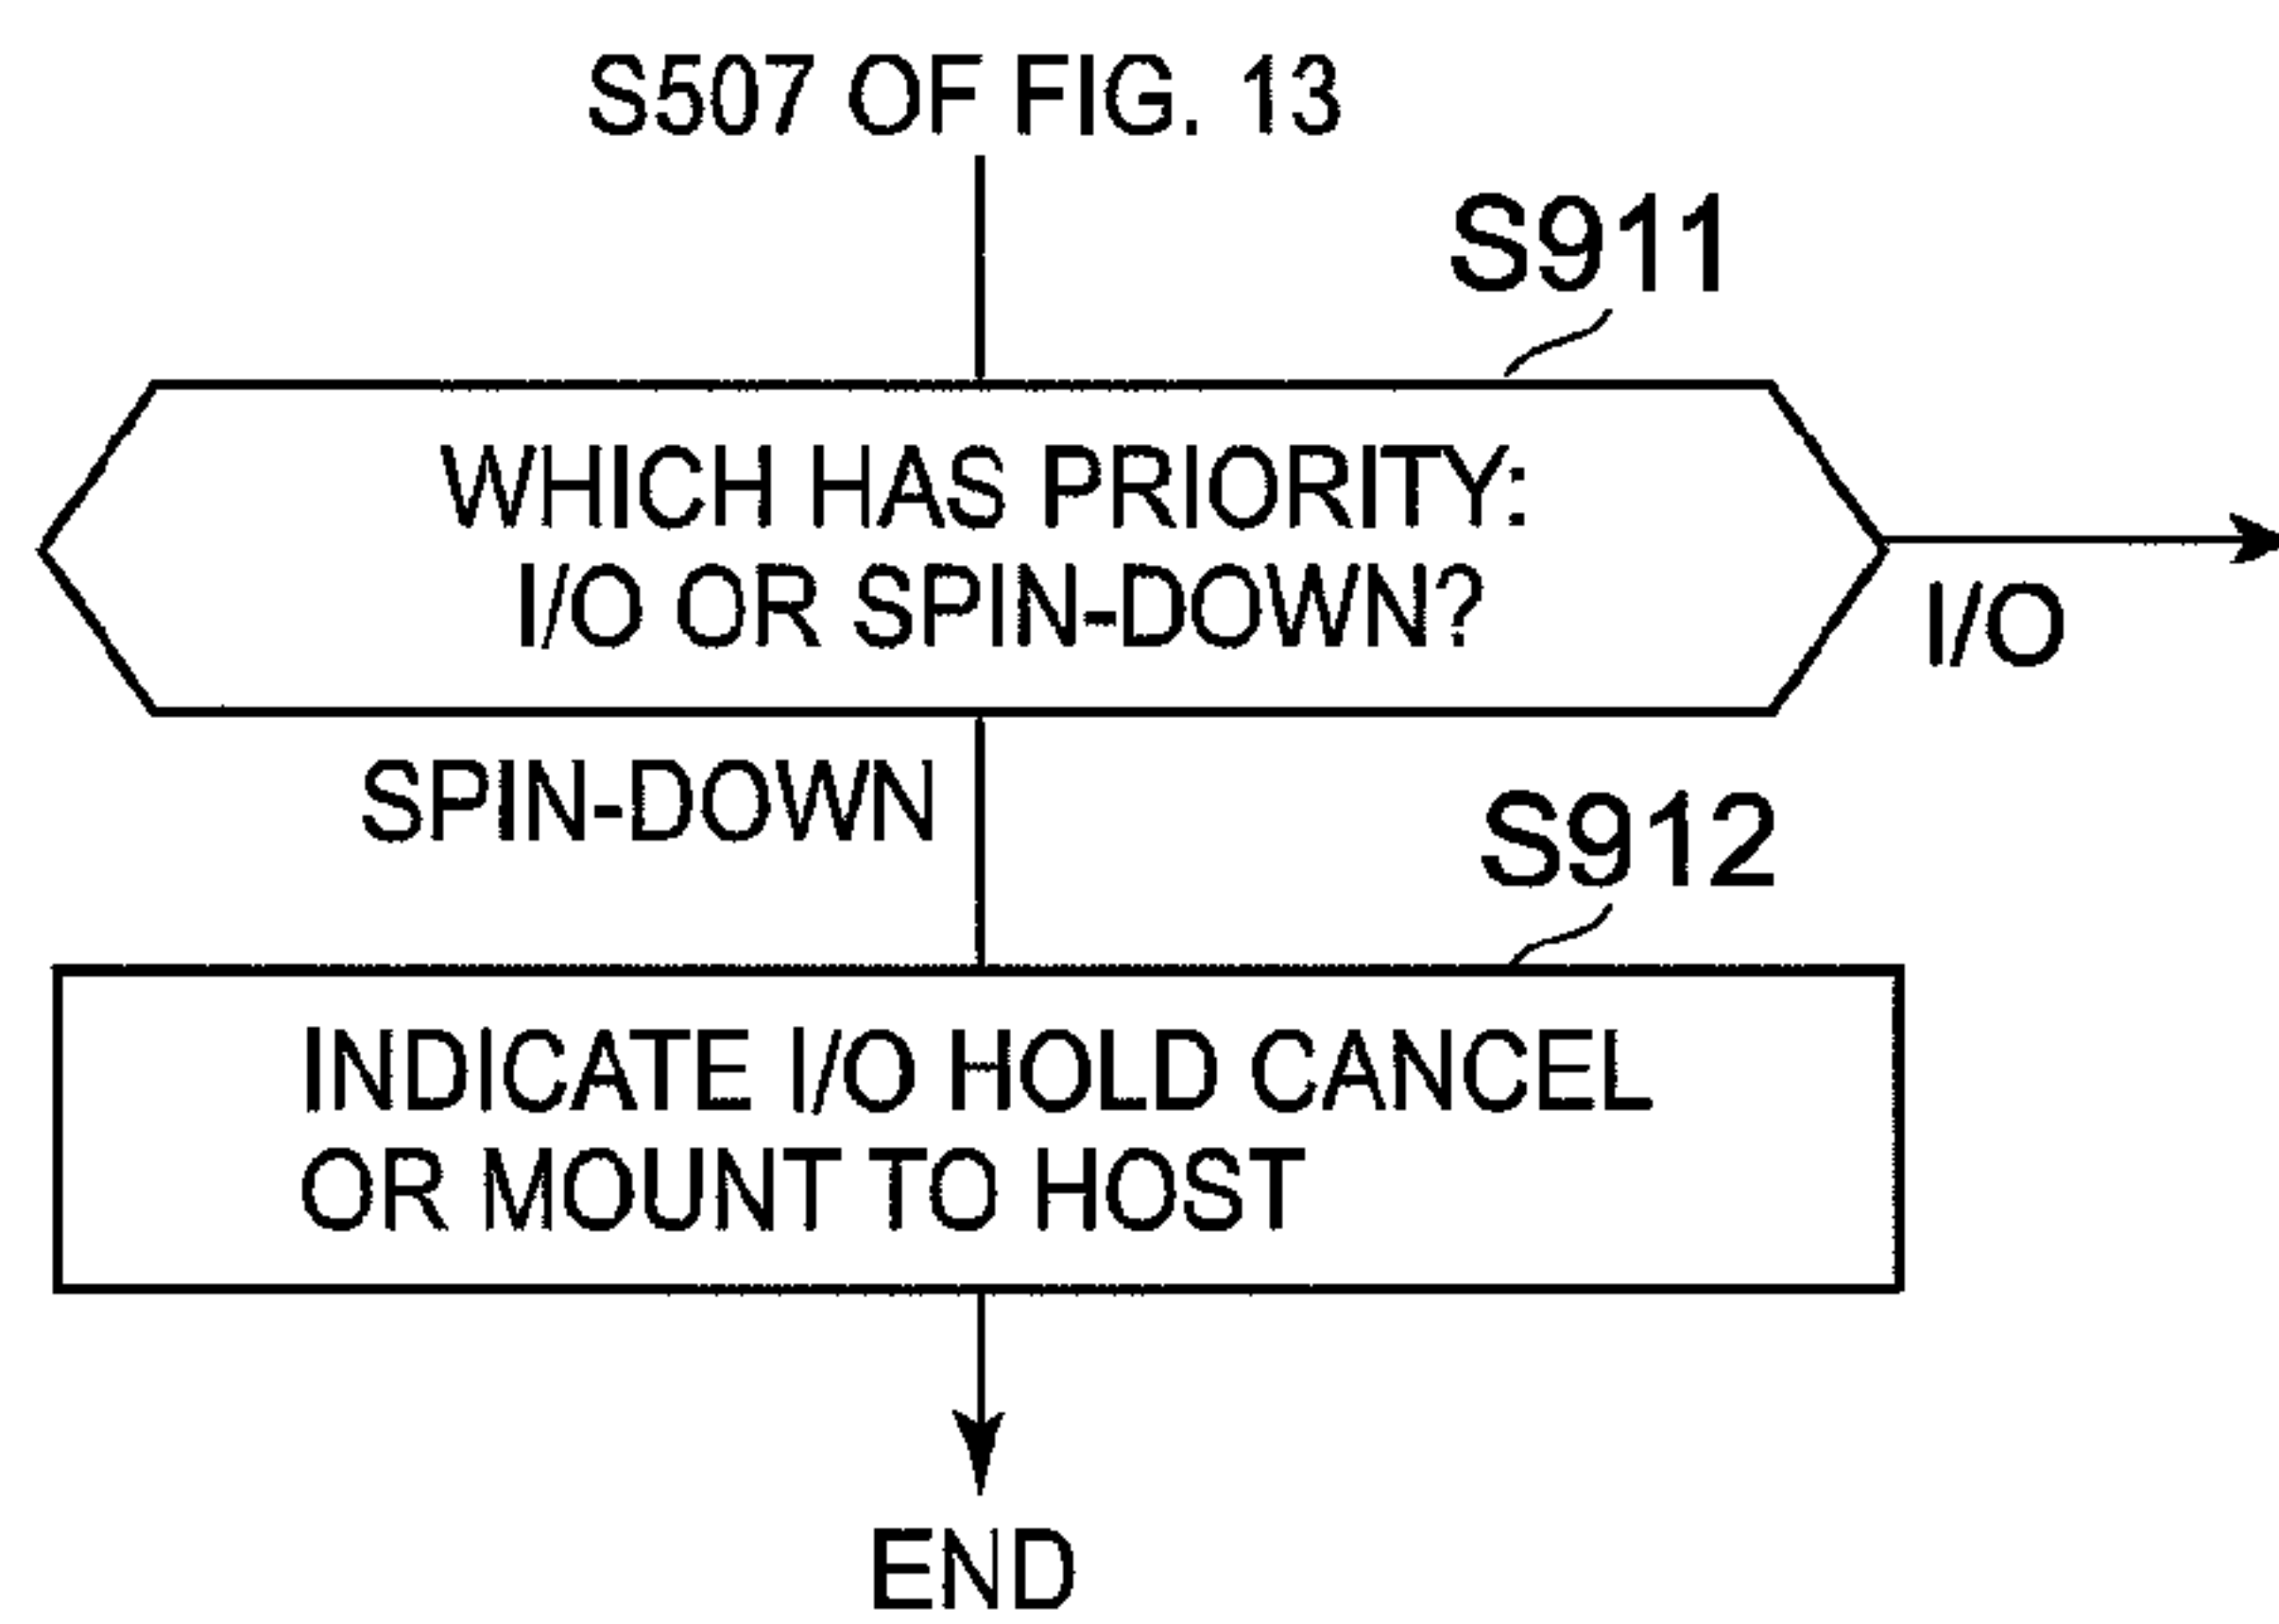 S507 OF FIG. 13
S911
WHICH HAS PRIORITY:
I/O OR SPIN-DOWN?
I/O
SPIN-DOWN
S912
INDICATE I/O HOLD CANCEL
OR MOUNT TO HOST
END